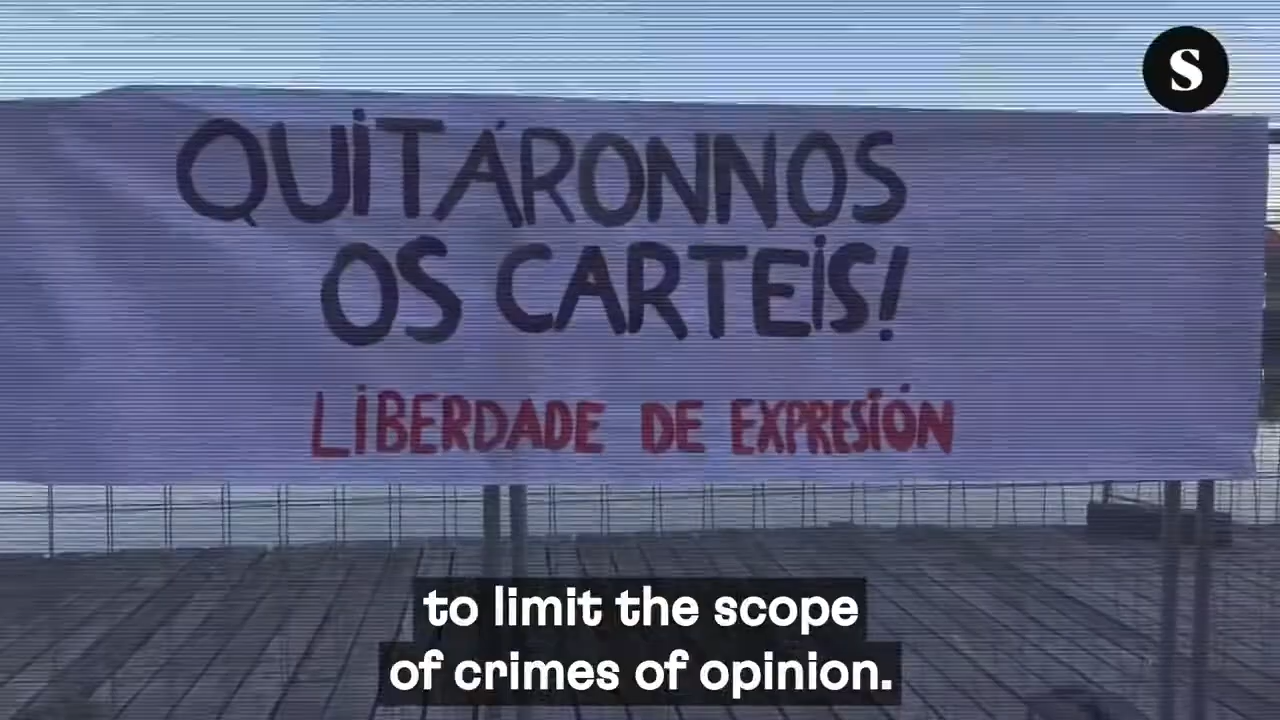 S
QUITÁRONNOS
OS CARTEIS!
LIBERDADE DE EXPRESIÓN
to limit the scope
of crimes of opinion.